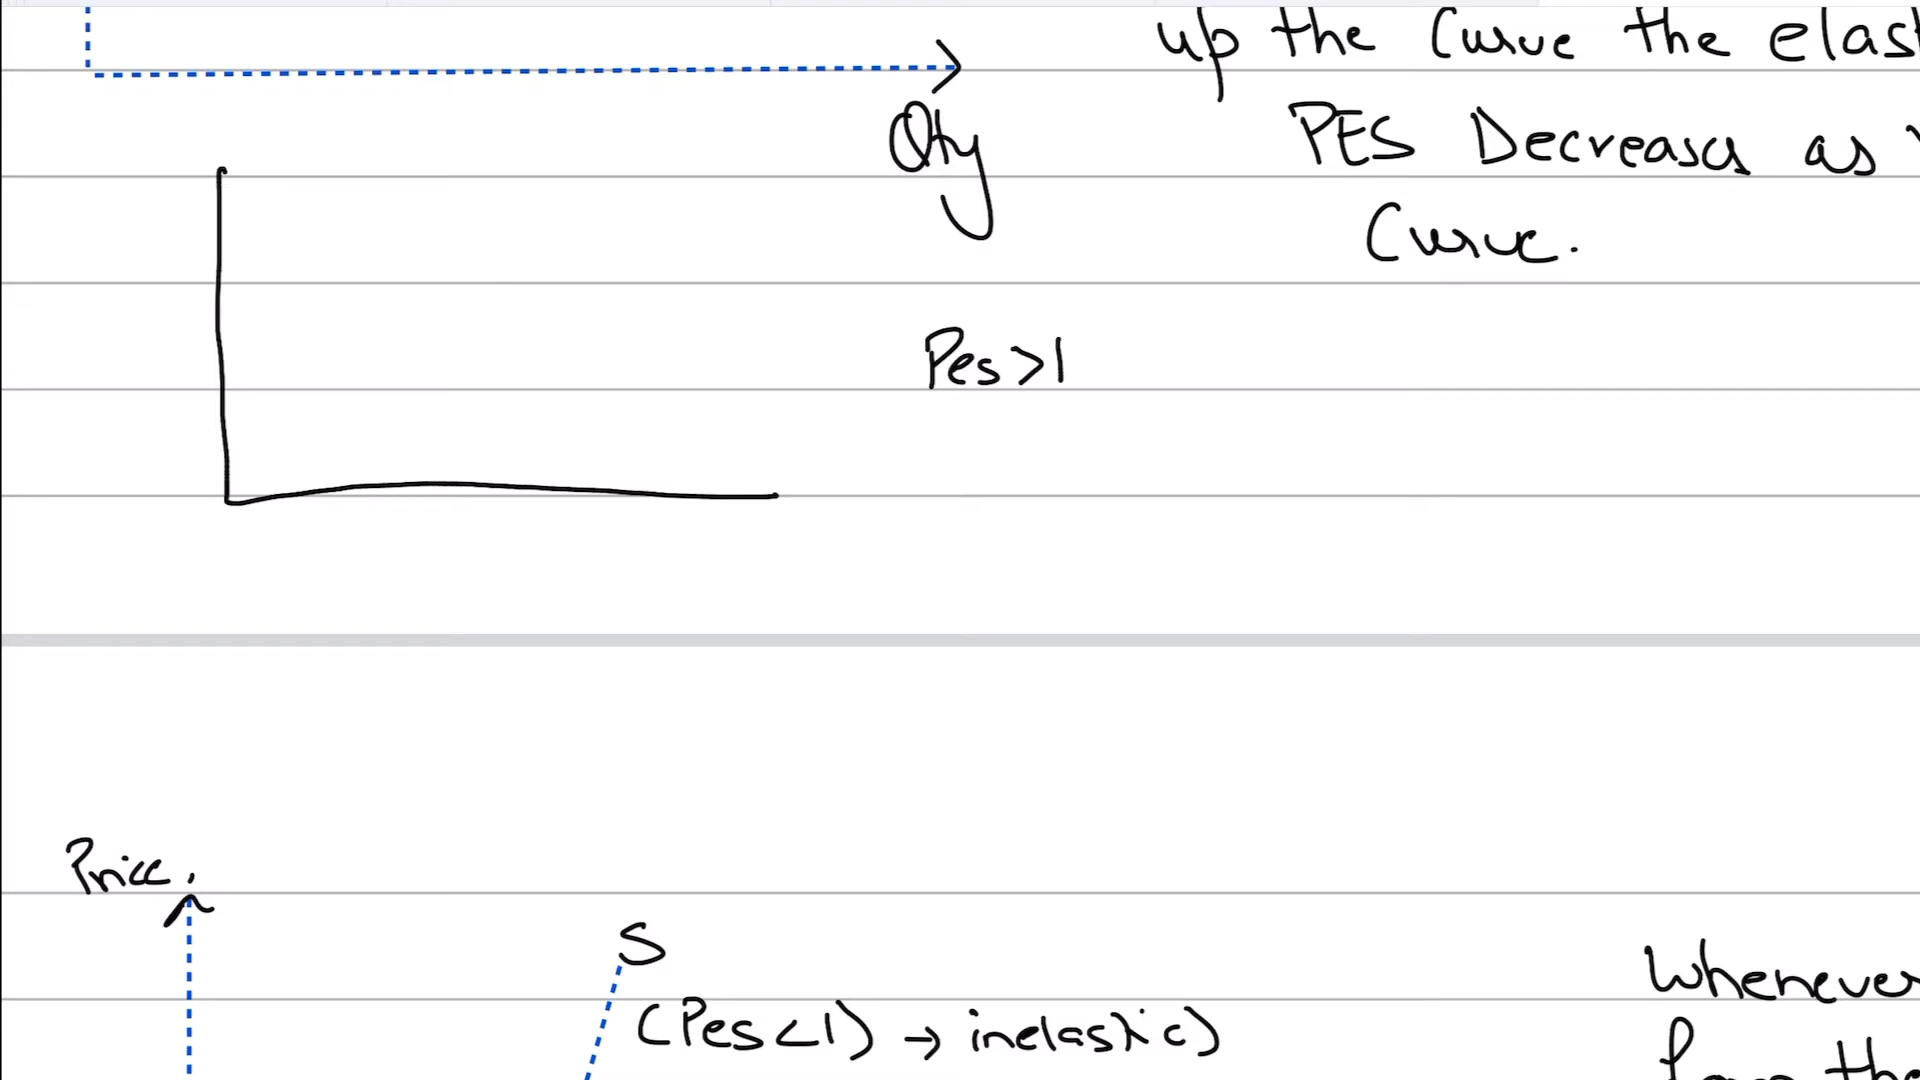 up the Curve the elas
Qty
PES Decreases as
Curve.
Pes>1
Price.
S
(Pes<1) → inelastic)
Whenever